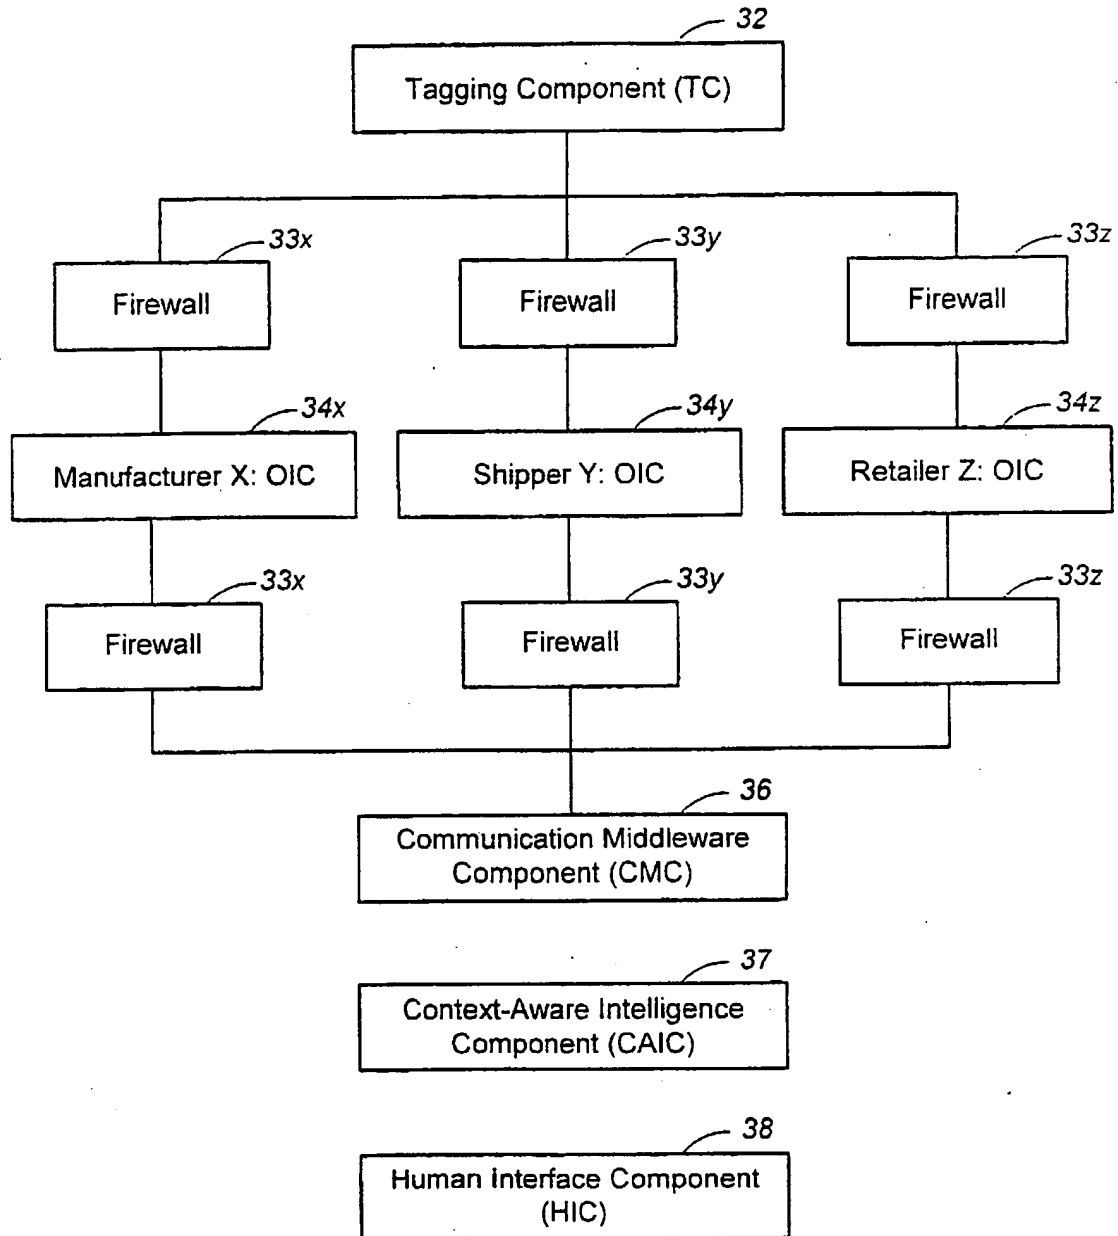 32
Tagging Component (TC)
33x
33y
33z
Firewall
Firewall
Firewall
34x
34y
34z
Manufacturer X: OIC
Shipper Y: OIC
Retailer Z: OIC
33x
33y
33z
Firewall
Firewall
Firewall
36
Communication Middleware
Component (CMC)
37
Context-Aware Intelligence
Component (CAIC)
38
Human Interface Component
(HIC)